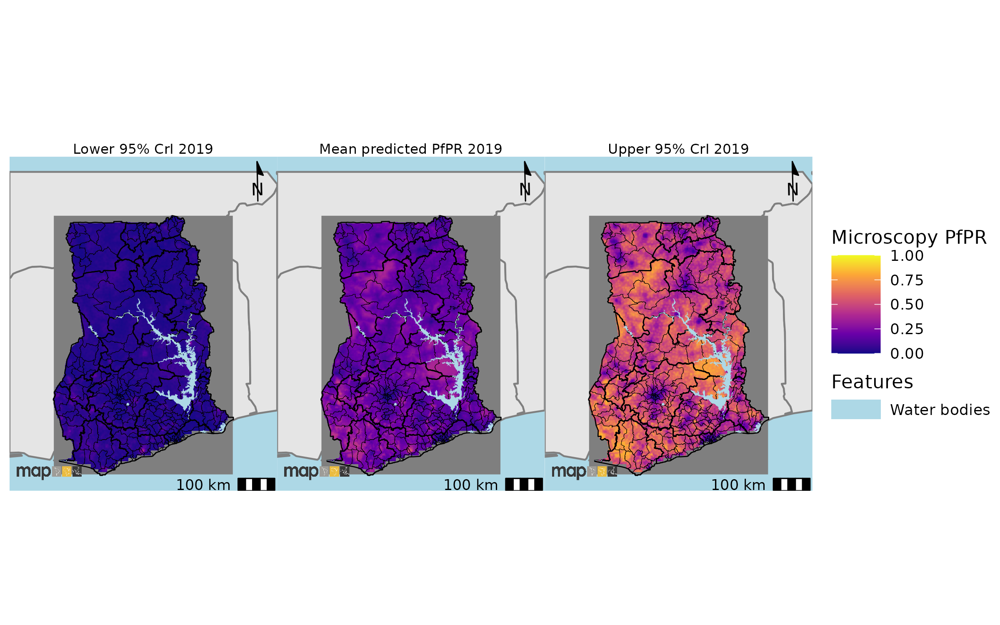 Lower 95% CrI 2019
Mean predicted PfPR 2019
Upper 95% CrI 2019
N
N
N
Microscopy PfPR
1.00
0.75
0.50
0.25
0.00
Features
Water bodies
map
map
map
100 km
100 km
100 km